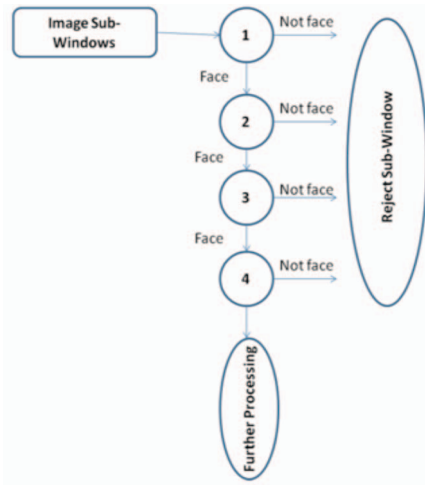 Image Sub-
Windows
1
Not face
Face
2
Not face
Face
3
Not face
Face
4
Not face
Reject Sub-Window
Further Processing